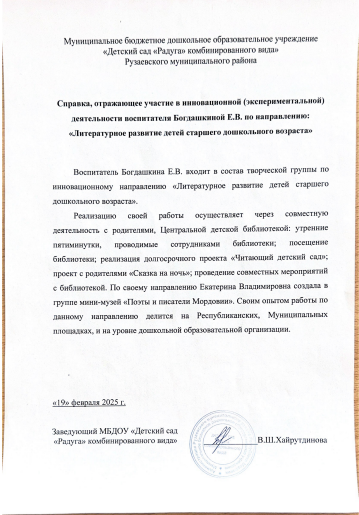 Муниципальное бюджетное дошкольное образовательное учреждение
«Детский сад «Радуга» комбинированного вида»
Рузаевского муниципального района
Справка, отражающее участие в инновационной (экспериментальной)
деятельности воспитателя Богдашкиной Е.В. по направлению:
«Литературное развитие детей старшего дошкольного возраста»
Воспитатель Богдашкина Е.В. входит в состав творческой группы по
инновационному направлению «Литературное развитие детей старшего
дошкольного возраста».
Реализацию своей работы осуществляет через совместную
деятельность с родителями, Центральной детской библиотекой: утренние
пятиминутки, проводимые сотрудниками библиотеки; посещение
библиотеки; реализация долгосрочного проекта «Читающий детский сад»;
проект с родителями «Сказка на ночь»; проведение совместных мероприятий
с библиотекой. По своему направлению Екатерина Владимировна создала в
группе мини-музей «Поэты и писатели Мордовии». Своим опытом работы по
данному направлению делится на Республиканских, Муниципальных
площадках, и на уровне дошкольной образовательной организации.
«19» февраля 2025 г.
Заведующий МБДОУ «Детский сад
«Радуга» комбинированного вида» В.Ш.Хайрутдинова